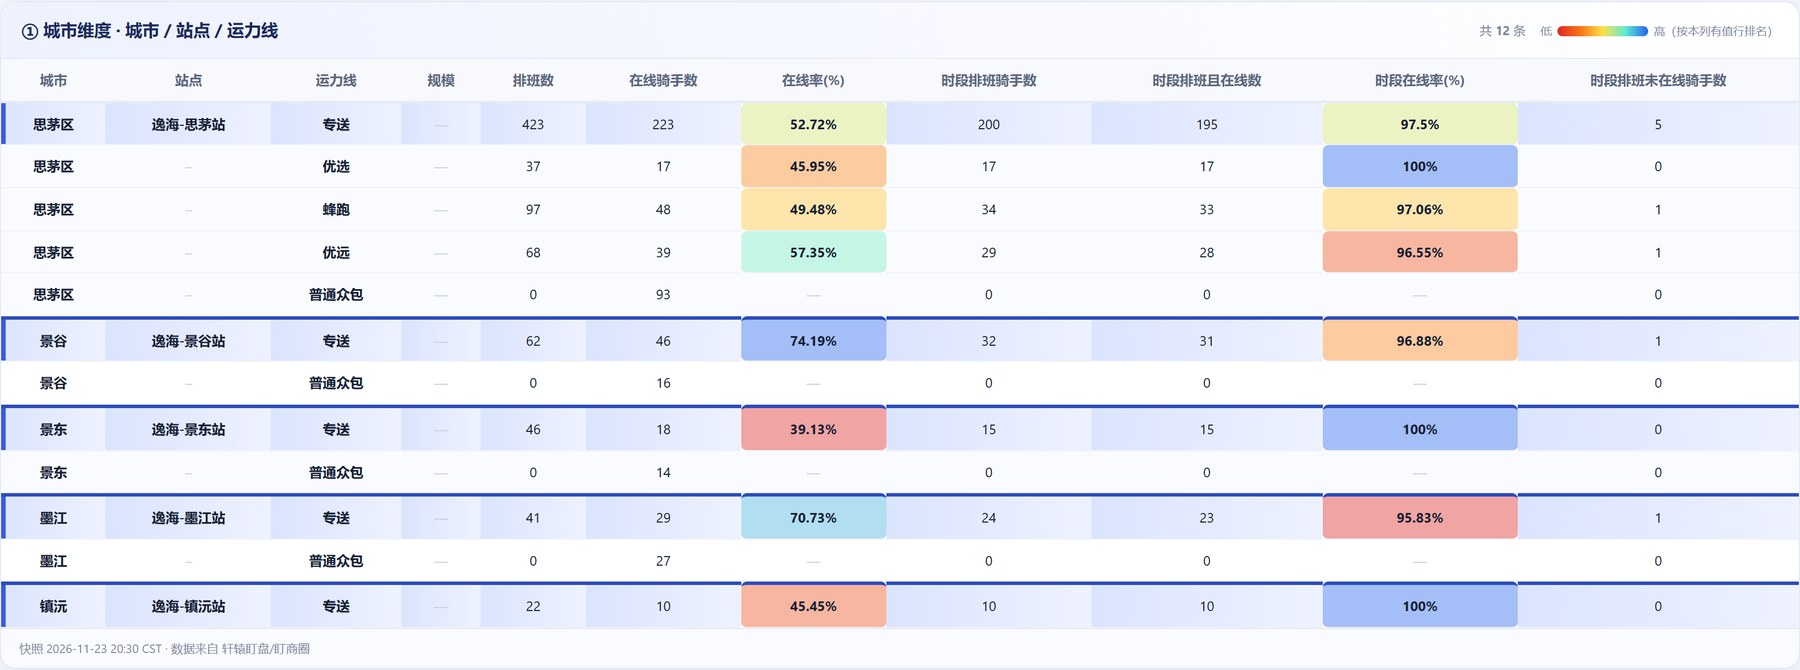 ① 城市维度 · 城市 / 站点 / 运力线
共 12 条 低 高 (按本列有值行排名)
城市 站点 运力线 规模 排班数 在线骑手数 在线率(%) 时段排班骑手数 时段排班且在线数 时段在线率(%) 时段排班未在线骑手数
思茅区 逸海-思茅站 专送 — 423 223 52.72% 200 195 97.5% 5
思茅区 – 优选 — 37 17 45.95% 17 17 100% 0
思茅区 – 蜂跑 — 97 48 49.48% 34 33 97.06% 1
思茅区 – 优远 — 68 39 57.35% 29 28 96.55% 1
思茅区 – 普通众包 — 0 93 — 0 0 — 0
景谷 逸海-景谷站 专送 — 62 46 74.19% 32 31 96.88% 1
景谷 – 普通众包 — 0 16 — 0 0 — 0
景东 逸海-景东站 专送 — 46 18 39.13% 15 15 100% 0
景东 – 普通众包 — 0 14 — 0 0 — 0
墨江 逸海-墨江站 专送 — 41 29 70.73% 24 23 95.83% 1
墨江 – 普通众包 — 0 27 — 0 0 — 0
镇沅 逸海-镇沅站 专送 — 22 10 45.45% 10 10 100% 0
快照 2026-11-23 20:30 CST · 数据来自 轩辕盯盘/盯商圈